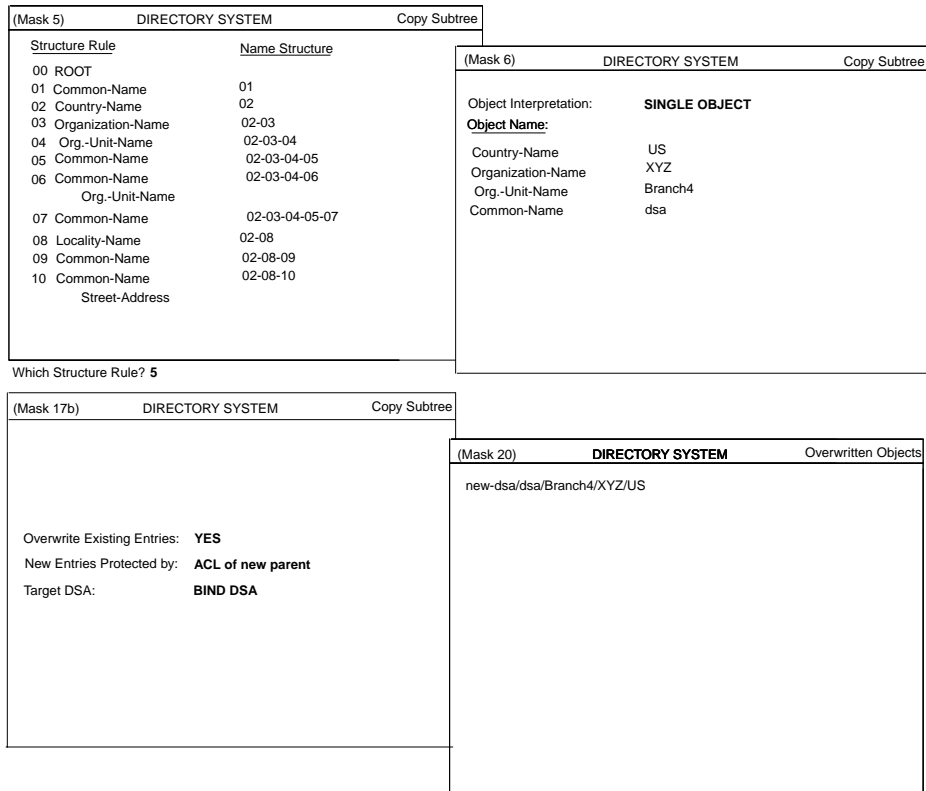 (Mask 5) DIRECTORY SYSTEM Copy Subtree
Structure Rule Name Structure
00 ROOT
01 Common-Name 01
02 Country-Name 02
03 Organization-Name 02-03
04 Org.-Unit-Name 02-03-04
05 Common-Name 02-03-04-05
06 Common-Name 02-03-04-06
Org.-Unit-Name
07 Common-Name 02-03-04-05-07
08 Locality-Name 02-08
09 Common-Name 02-08-09
10 Common-Name 02-08-10
Street-Address
Which Structure Rule? 5
(Mask 6) DIRECTORY SYSTEM Copy Subtree
Object Interpretation: SINGLE OBJECT
Object Name:
Country-Name US
Organization-Name XYZ
Org.-Unit-Name Branch4
Common-Name dsa
(Mask 17b) DIRECTORY SYSTEM Copy Subtree
Overwrite Existing Entries: YES
New Entries Protected by: ACL of new parent
Target DSA: BIND DSA
(Mask 20) DIRECTORY SYSTEM Overwritten Objects
new-dsa/dsa/Branch4/XYZ/US